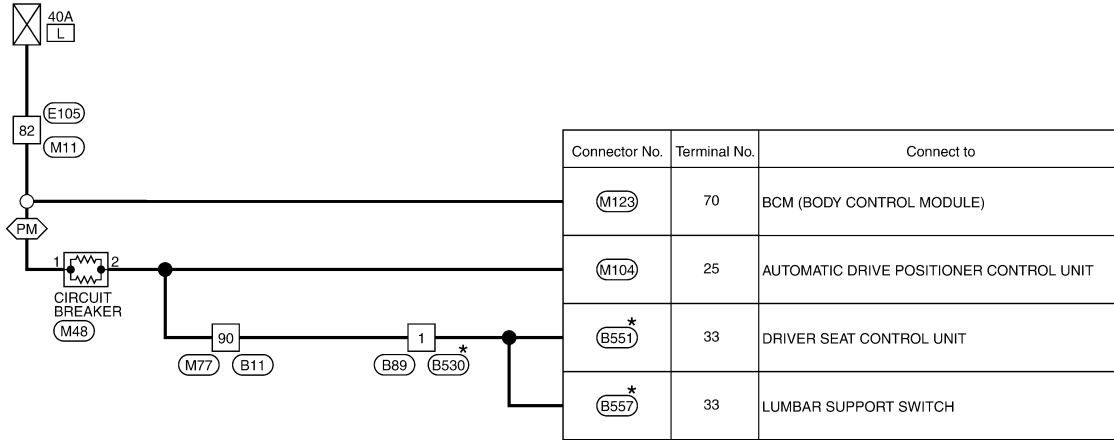 40A
L
E105
82
M11
PM
1 2
CIRCUIT
BREAKER
M48
90
M77 B11
1
B89 B530 *
Connector No. Terminal No. Connect to
M123 70 BCM (BODY CONTROL MODULE)
M104 25 AUTOMATIC DRIVE POSITIONER CONTROL UNIT
B551 * 33 DRIVER SEAT CONTROL UNIT
B557 * 33 LUMBAR SUPPORT SWITCH